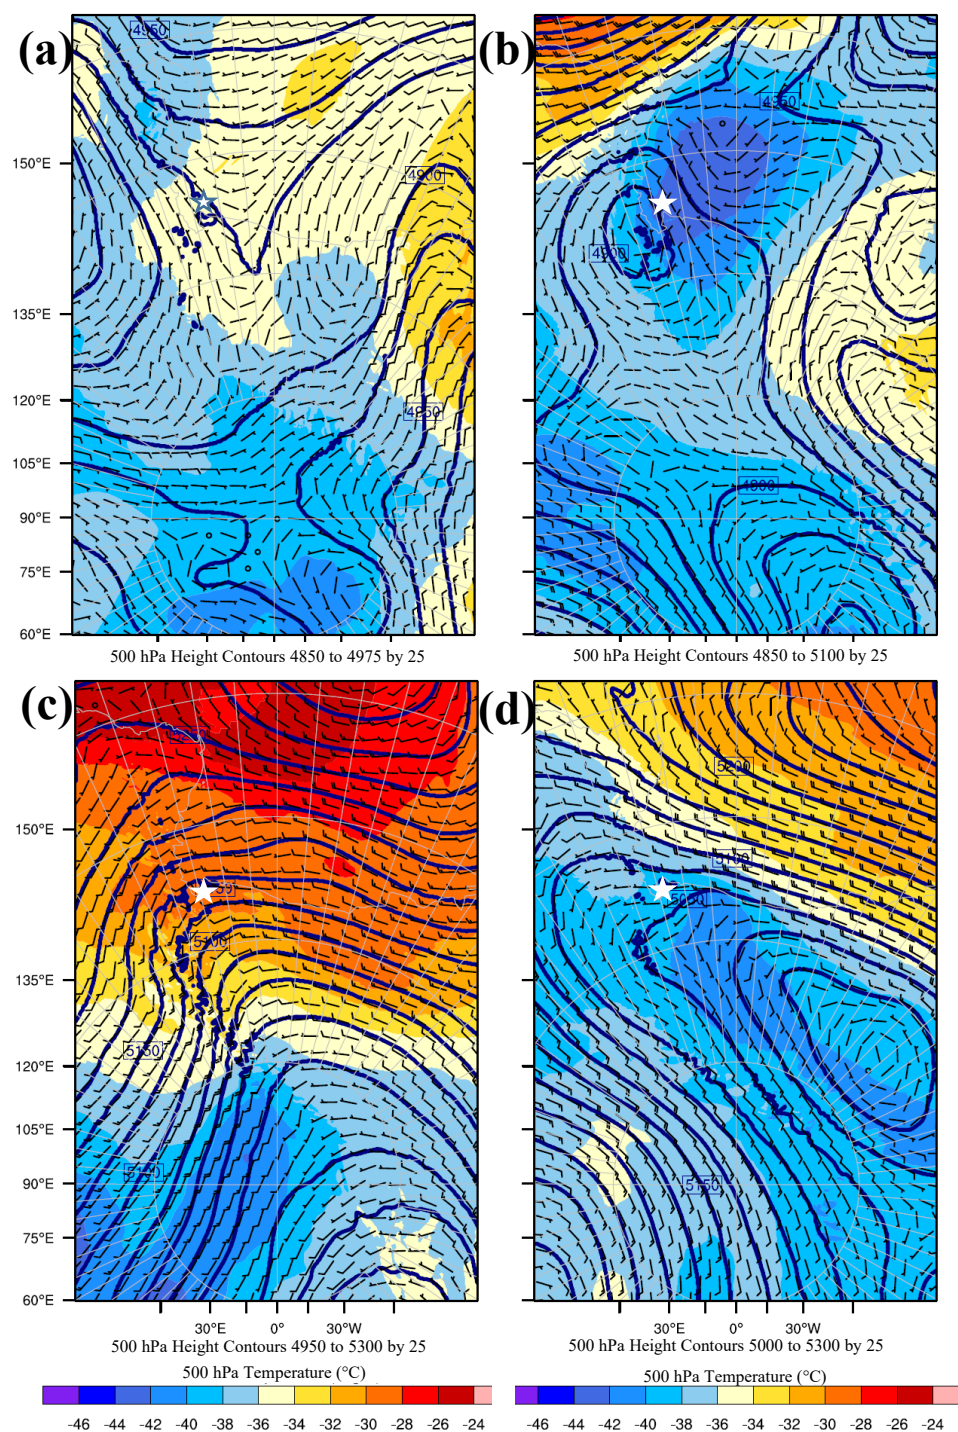 (a)
(b)
4950
4950
150°E
4900
4900
135°E
120°E
4950
105°E
4800
90°E
75°E
60°E
500 hPa Height Contours 4850 to 4975 by 25
500 hPa Height Contours 4850 to 5100 by 25
(c)
(d)
5200
150°E
5100
5050
5100
135°E
5150
120°E
105°E
90°E
5150
75°E
60°E
30°E 0° 30°W
30°E 0° 30°W
500 hPa Height Contours 4950 to 5300 by 25
500 hPa Height Contours 5000 to 5300 by 25
500 hPa Temperature (°C)
500 hPa Temperature (°C)
-46 -44 -42 -40 -38 -36 -34 -32 -30 -28 -26 -24
-46 -44 -42 -40 -38 -36 -34 -32 -30 -28 -26 -24